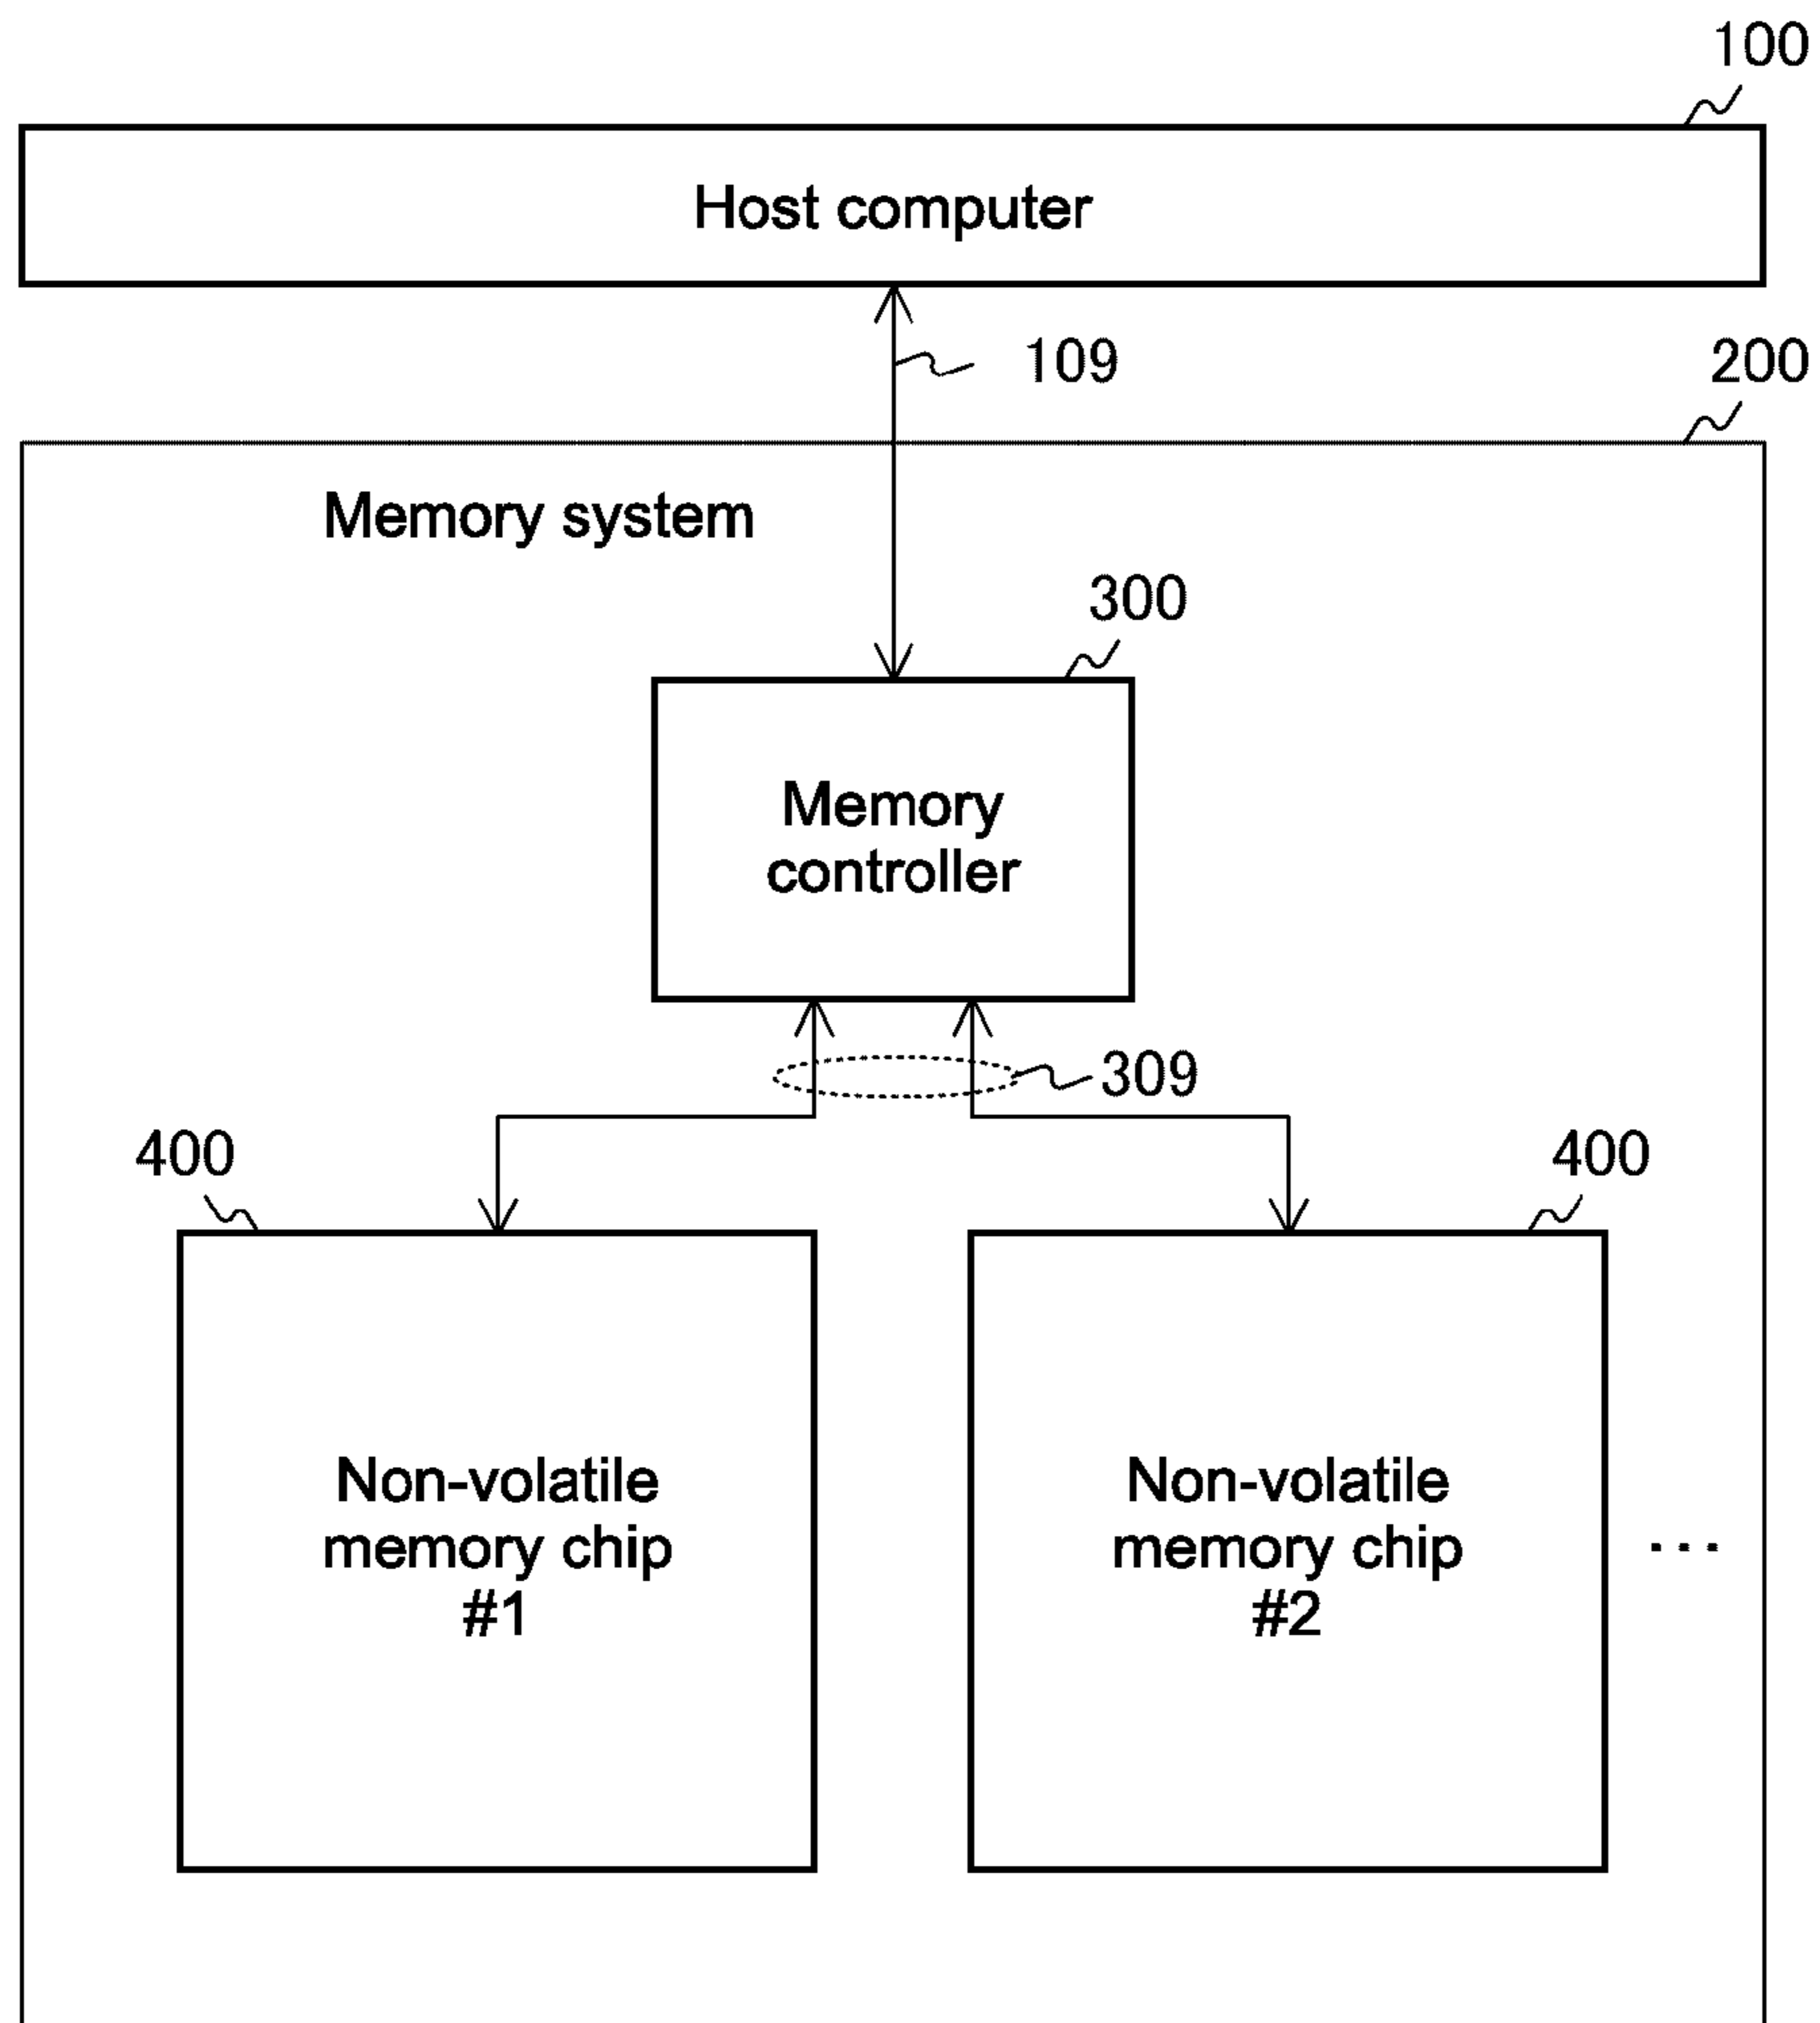 100
Host computer
109
200
Memory system
300
Memory
controller
309
400
400
Non-volatile
memory chip
#1
Non-volatile
memory chip
#2
...